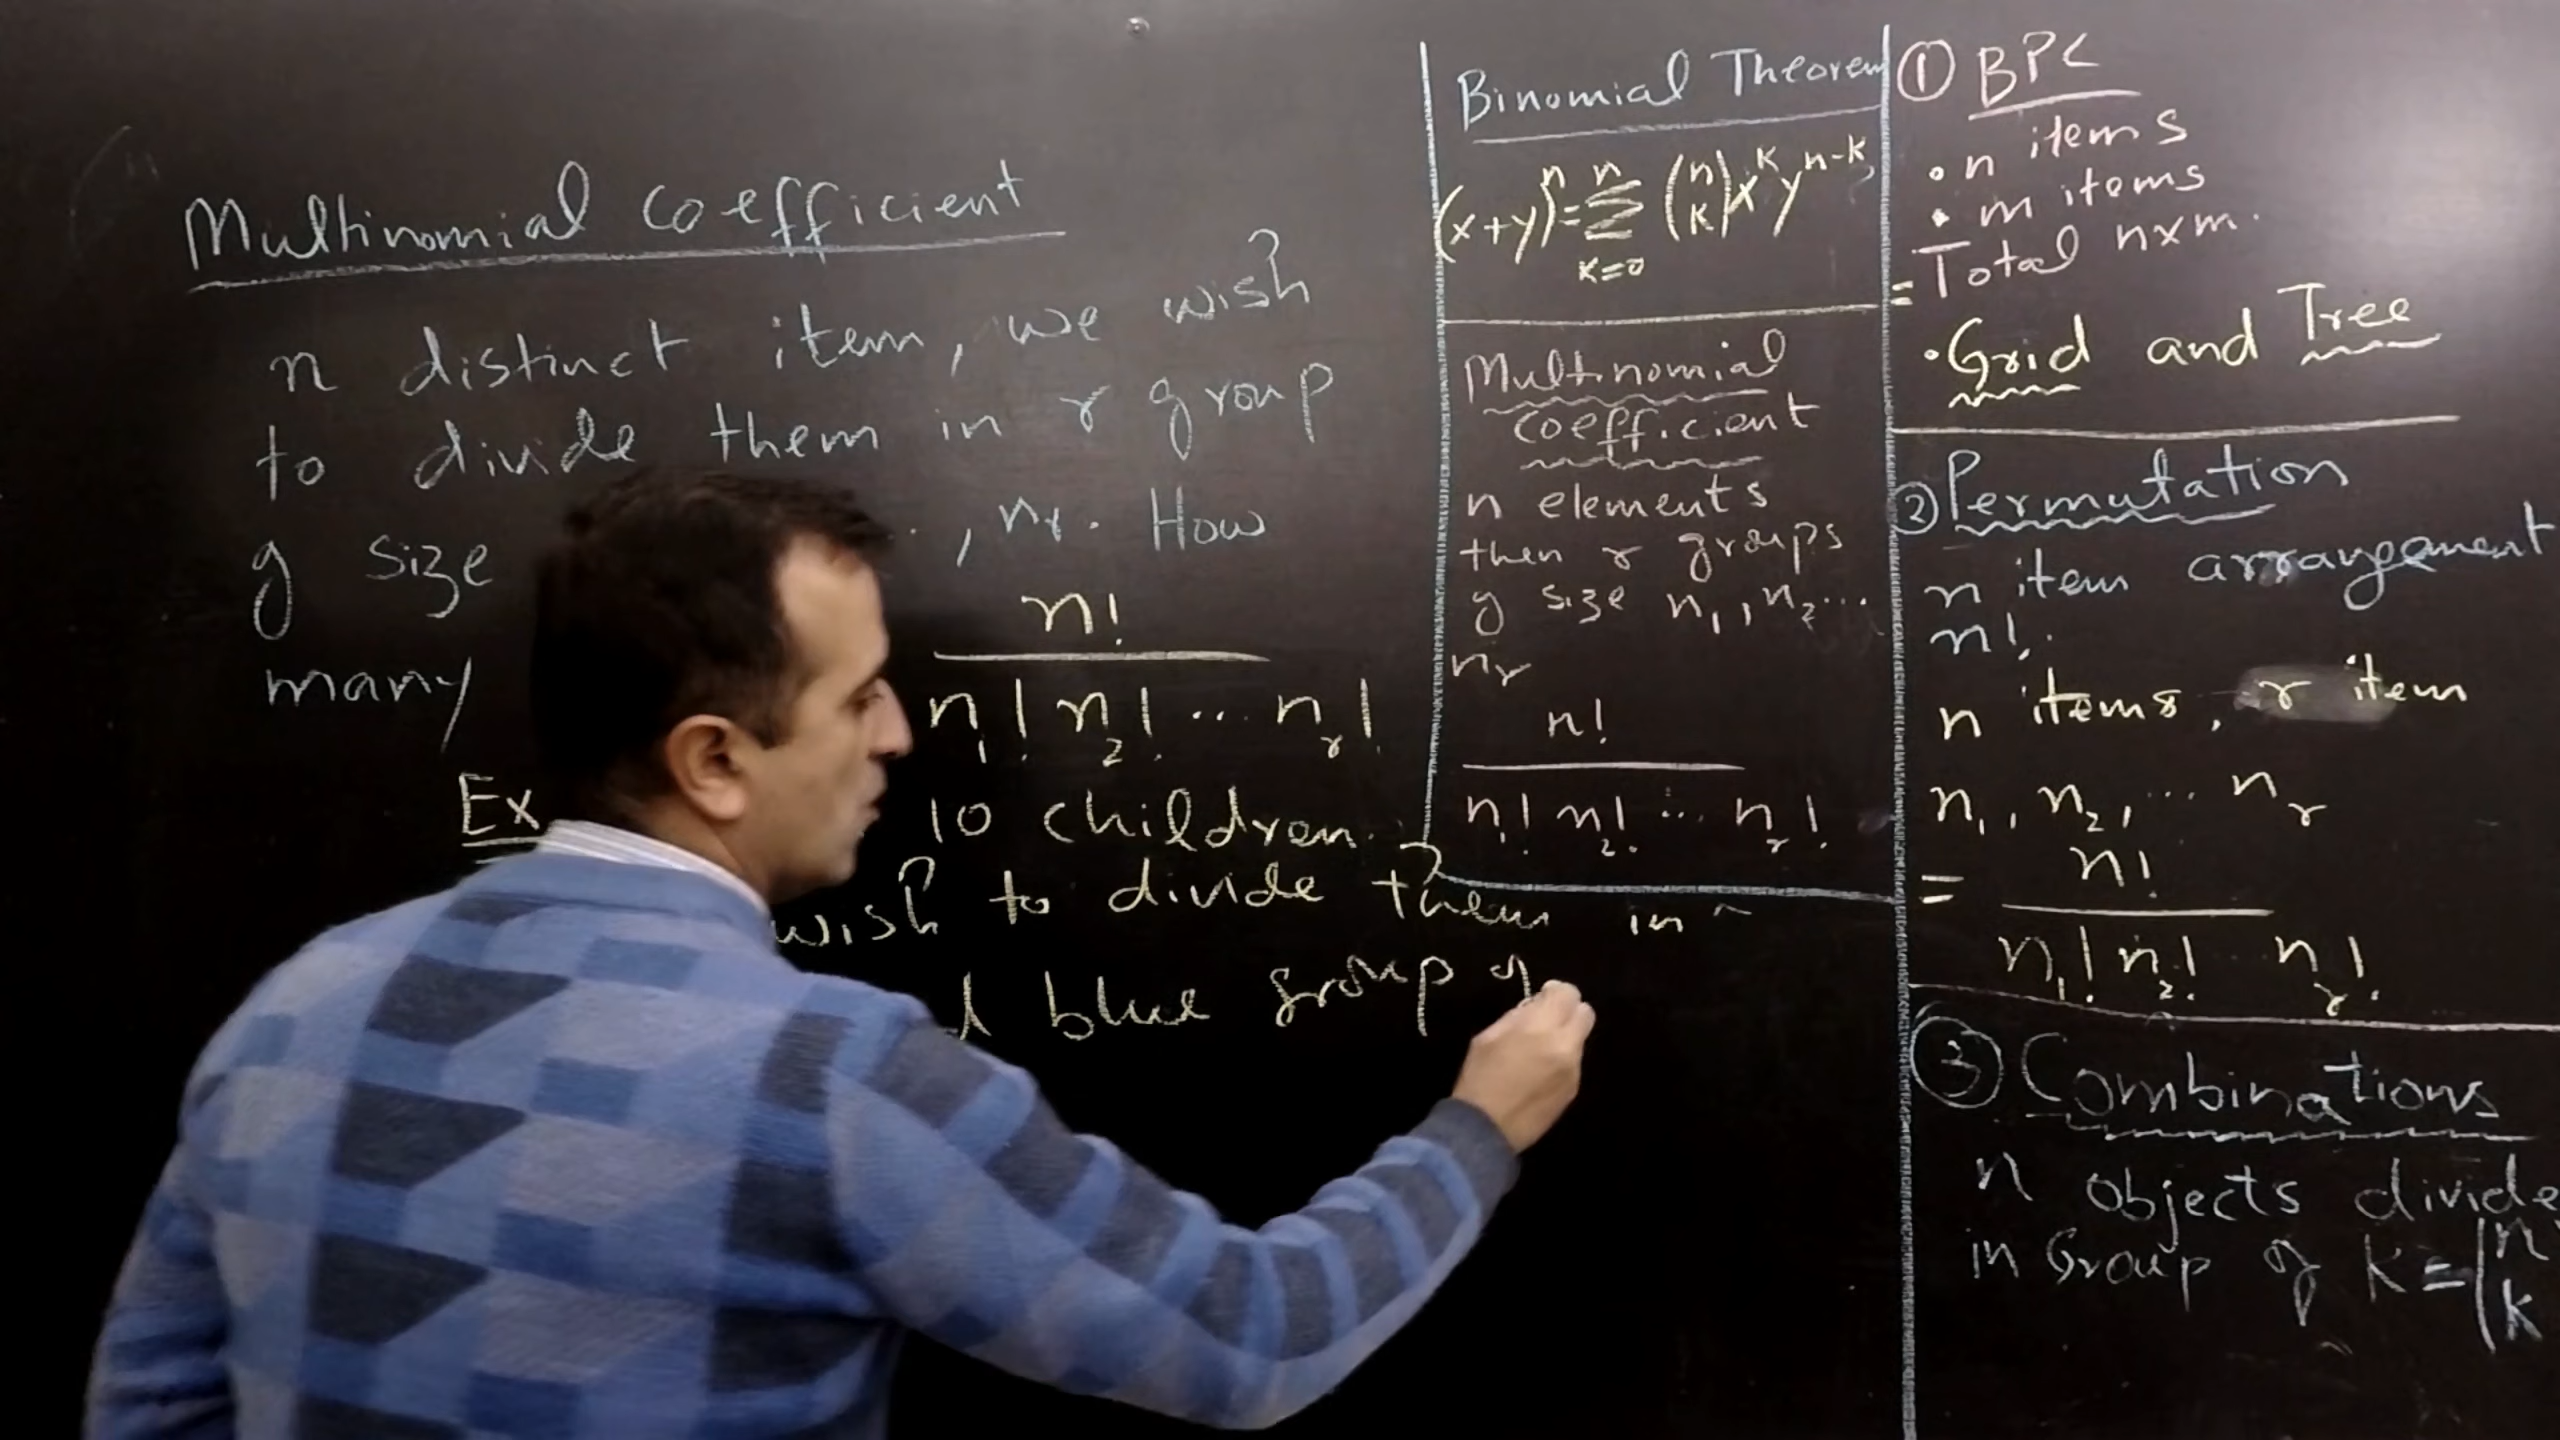 Multinomial coefficient
n distinct item, we wish
to divide them in r group
of size ..., nr. How
many n!
n1! n2! ... nr!
Ex 10 children.
wish to divide them in
blue group of
Binomial Theorem
(x+y)^n = Σ_{k=0}^{n} (n k) x^k y^{n-k}
Multinomial
coefficient
n elements
then r groups
of size n1, n2...
nr
n!
n1! n2! ... nr!
① BPC
• n items
• m items
= Total n×m.
• Grid and Tree
② Permutation
n item arrangement
n!.
n items, r item
n1, n2, ... nr
= n!
n1! n2! ... nr!
③ Combinations
n objects divide
in Group of k = (n k